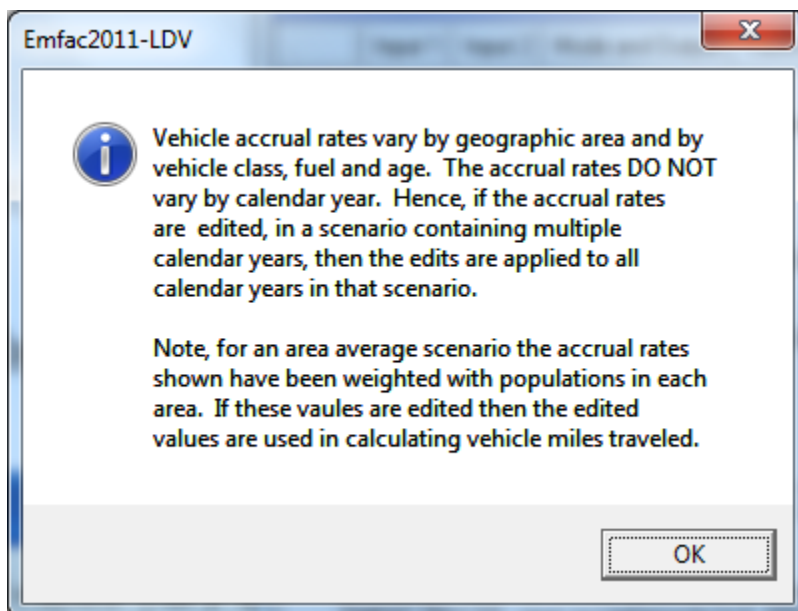 Emfac2011-LDV
Vehicle accrual rates vary by geographic area and by
vehicle class, fuel and age.  The accrual rates DO NOT
vary by calendar year.  Hence, if the accrual rates
are  edited, in a scenario containing multiple
calendar years, then the edits are applied to all
calendar years in that scenario.
Note, for an area average scenario the accrual rates
shown have been weighted with populations in each
area.  If these vaules are edited then the edited
values are used in calculating vehicle miles traveled.
OK